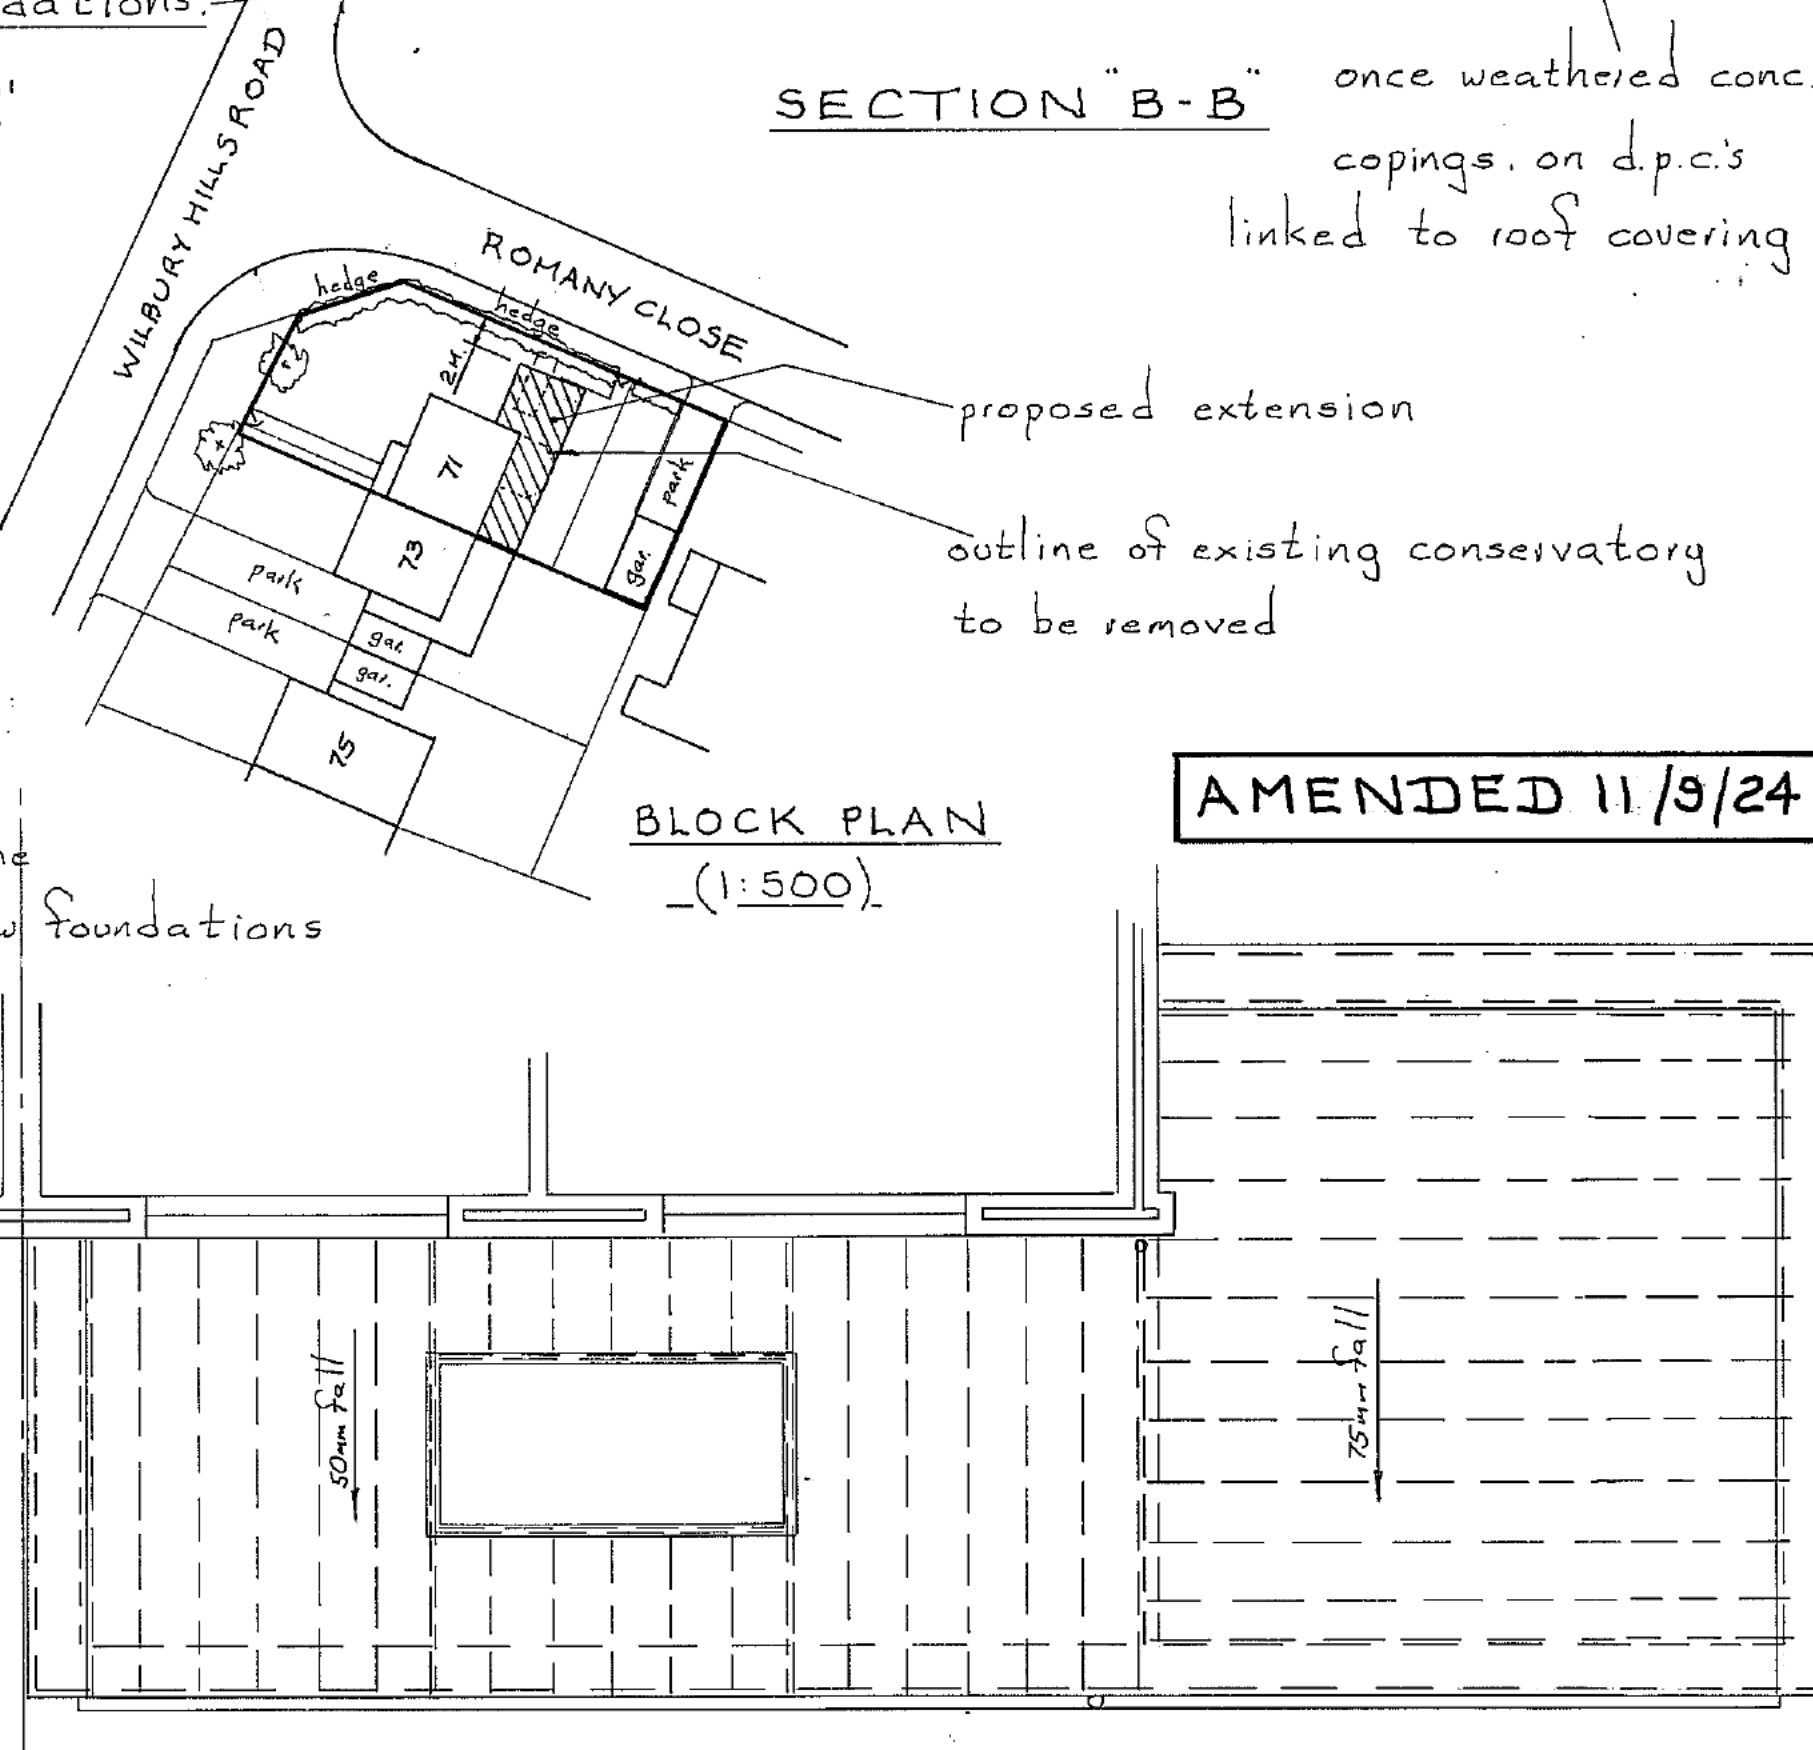 SECTION "B-B"
once weathered conc.
copings. on d.p.c.'s
linked to roof covering
WILBURY HILLS ROAD
ROMANY CLOSE
hedge
hedge
2M.
proposed extension
71
park
outline of existing conservatory
to be removed
73
gar.
park
park
gar.
gar.
75
BLOCK PLAN
(1:500)
AMENDED 11/9/24
foundations
50mm fall
75mm fall